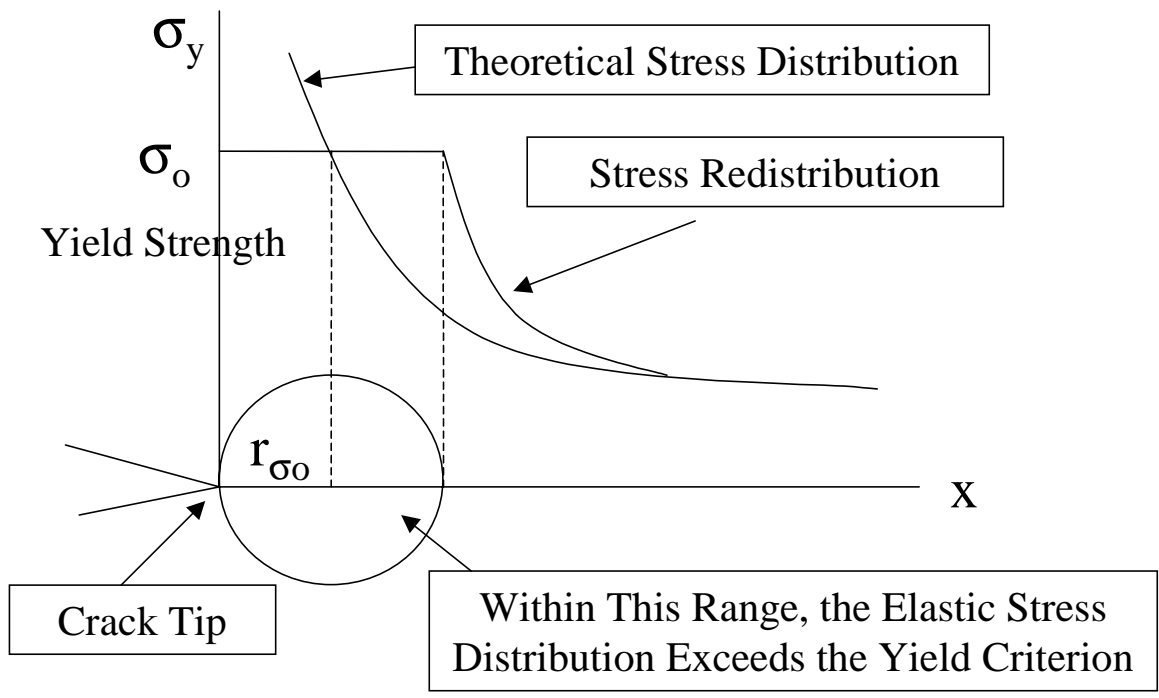 σy
Theoretical Stress Distribution
σo
Stress Redistribution
Yield Strength
rσo
x
Crack Tip
Within This Range, the Elastic Stress
Distribution Exceeds the Yield Criterion